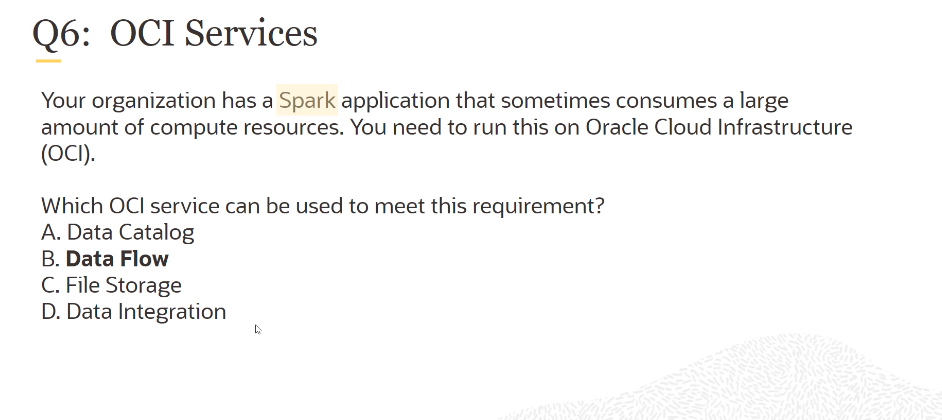 Q6: OCI Services
Your organization has a Spark application that sometimes consumes a large
amount of compute resources. You need to run this on Oracle Cloud Infrastructure
(OCI).
Which OCI service can be used to meet this requirement?
A. Data Catalog
B. Data Flow
C. File Storage
D. Data Integration